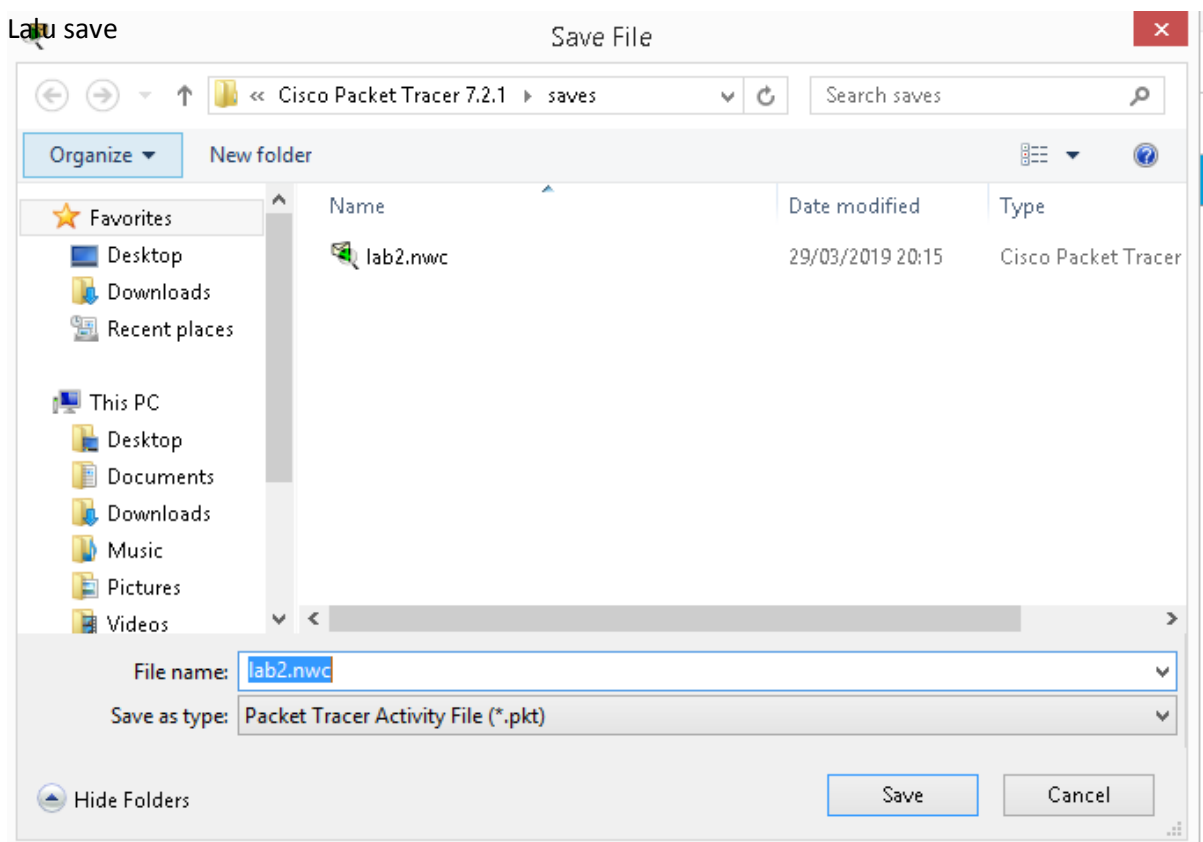 Lalu save
Save File
« Cisco Packet Tracer 7.2.1 saves
Search saves
Organize
New folder
Name
Date modified
Type
Favorites
Desktop
Downloads
Recent places
This PC
Desktop
Documents
Downloads
Music
Pictures
Videos
lab2.nwc
29/03/2019 20:15
Cisco Packet Tracer
File name: lab2.nwc
Save as type: Packet Tracer Activity File (*.pkt)
Hide Folders
Save
Cancel